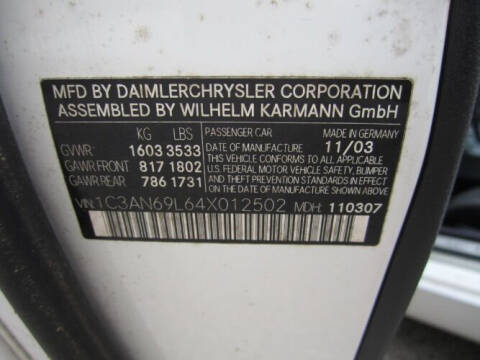 MFD BY DAIMLERCHRYSLER CORPORATION
ASSEMBLED BY WILHELM KARMANN GmbH
KG LBS PASSENGER CAR MADE IN GERMANY
GVWR: 1603 3533 DATE OF MANUFACTURE 11/03
GAWR FRONT 817 1802 THIS VEHICLE CONFORMS TO ALL APPLICABLE
GAWR REAR 786 1731 U.S. FEDERAL MOTOR VEHICLE SAFETY, BUMPER
AND THEFT PREVENTION STANDARDS IN EFFECT
ON THE DATE OF MANUFACTURE SHOWN ABOVE.
VIN: 1C3AN69L64X012502 MDH: 110307